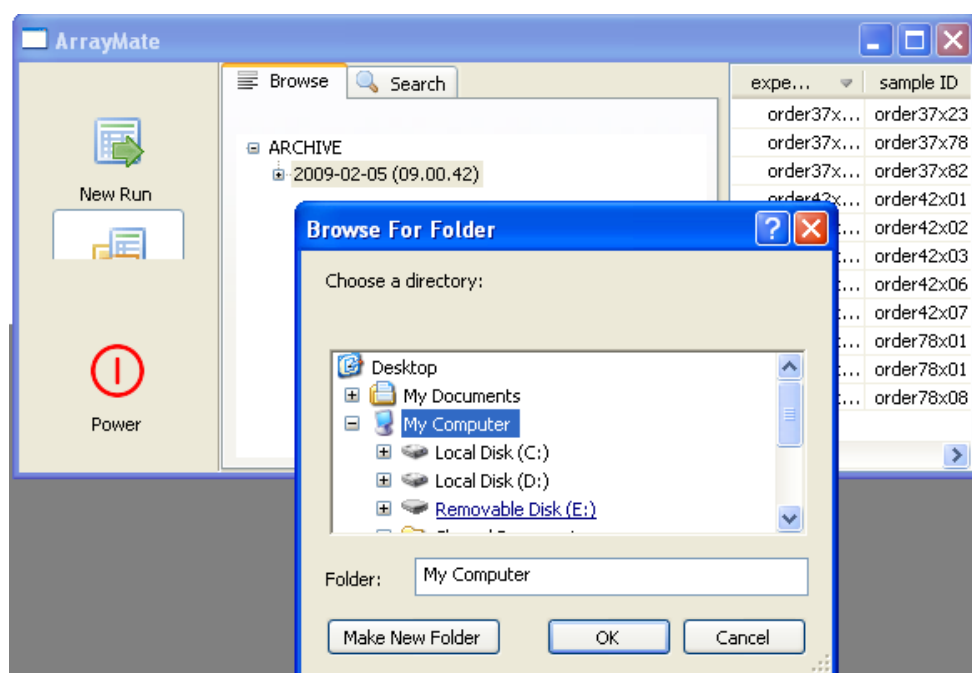 ArrayMate
Browse
Search
expe...
sample ID
order37x... order37x23
ARCHIVE
order37x... order37x78
2009-02-05 (09.00.42)
order37x... order37x82
New Run
order42x... order42x01
Browse For Folder
order42x02
order42x03
Choose a directory:
order42x06
order42x07
order78x01
Desktop
order78x01
My Documents
order78x08
My Computer
Power
Local Disk (C:)
Local Disk (D:)
Removable Disk (E:)
Folder: My Computer
Make New Folder
OK
Cancel